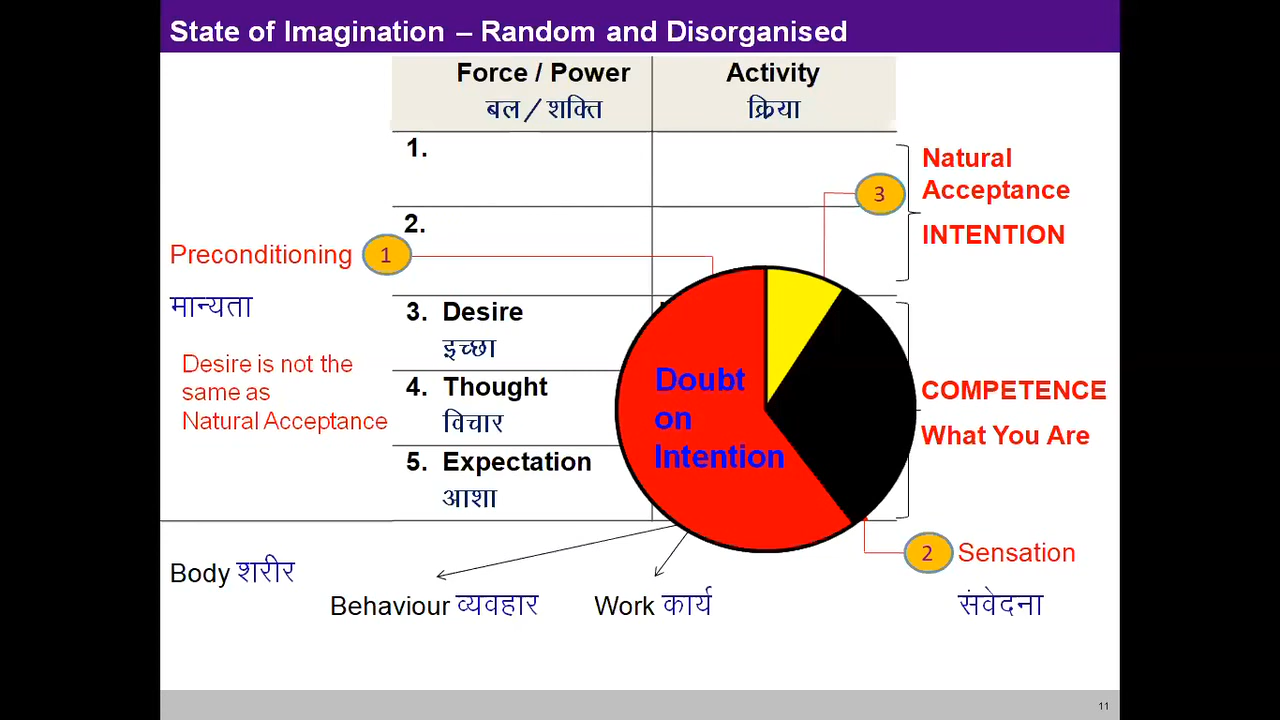 State of Imagination – Random and Disorganised
Force / Power
Activity
बल / शक्ति
क्रिया
1.
Natural
Acceptance
3
2.
INTENTION
Preconditioning
1
मान्यता
3. Desire
इच्छा
Desire is not the
same as
Natural Acceptance
4. Thought
विचार
Doubt
on
Intention
COMPETENCE
What You Are
5. Expectation
आशा
2
Sensation
संवेदना
Body शरीर
Behaviour व्यवहार
Work कार्य
11